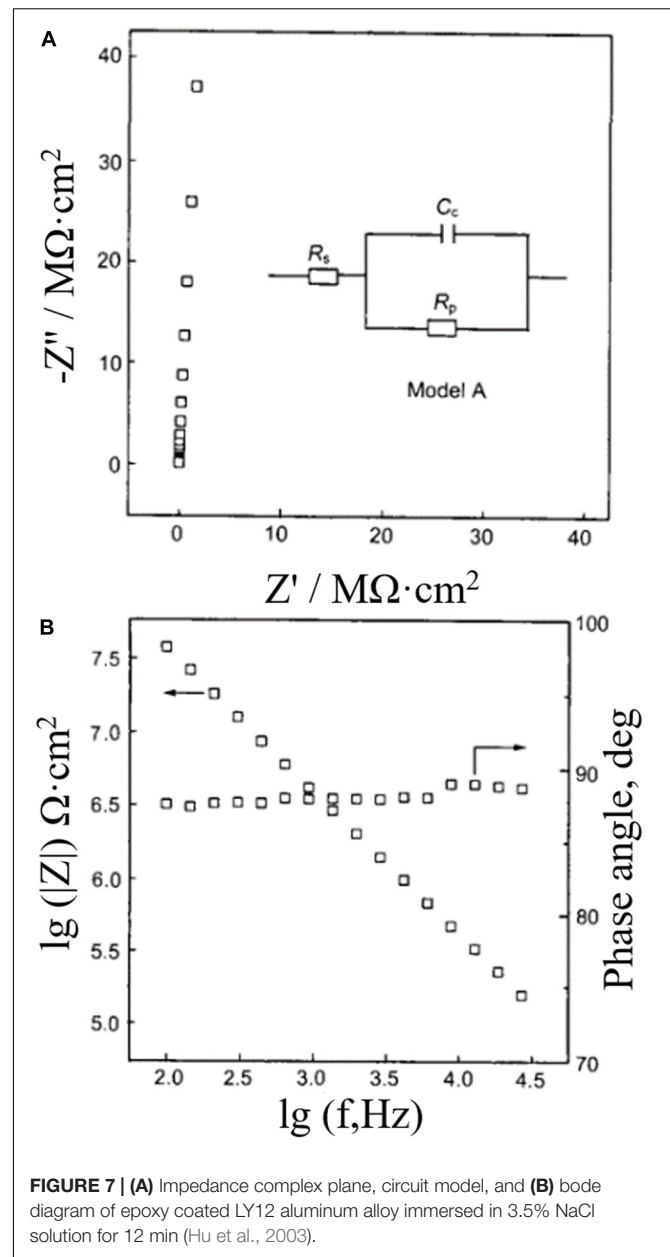 A
40
30
20
10
0
-Z'' / MΩ·cm²
Cc
Rs
Rp
Model A
0 10 20 30 40
Z' / MΩ·cm²
B
7.5
7.0
6.5
6.0
5.5
5.0
lg (|Z|) Ω·cm²
100
90
80
70
Phase angle, deg
2.0 2.5 3.0 3.5 4.0 4.5
lg (f,Hz)
FIGURE 7 | (A) Impedance complex plane, circuit model, and (B) bode
diagram of epoxy coated LY12 aluminum alloy immersed in 3.5% NaCl
solution for 12 min (Hu et al., 2003).